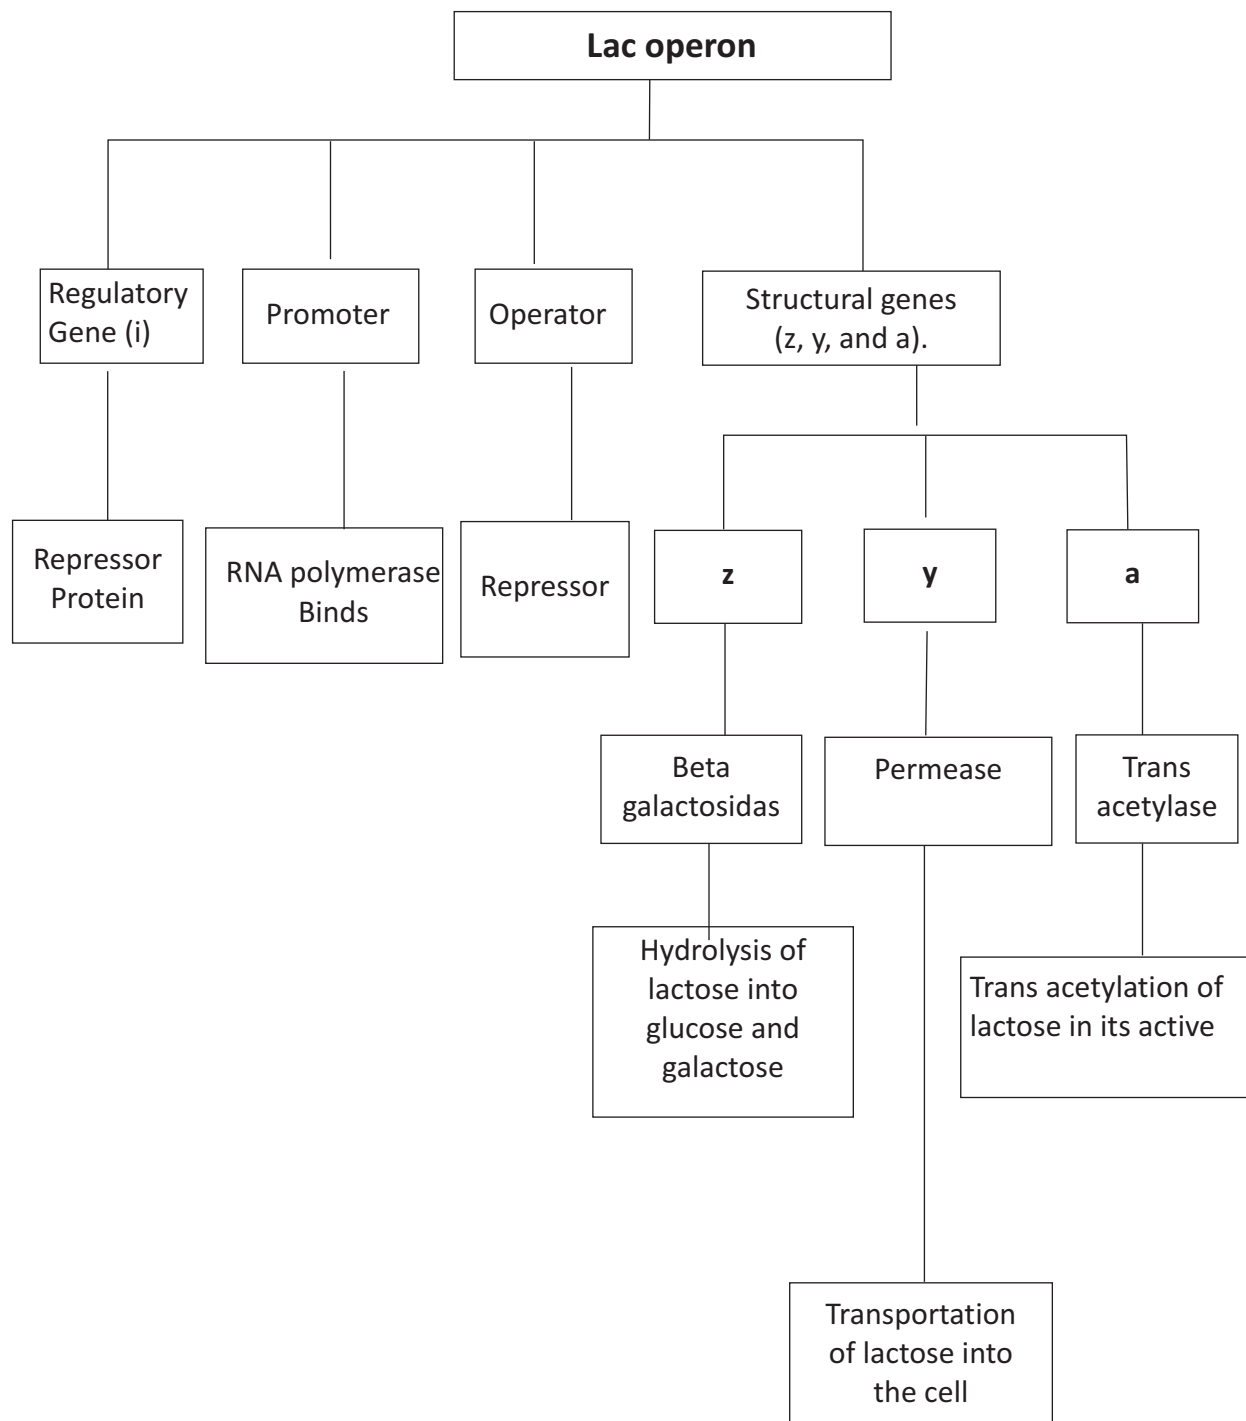 Lac operon
Regulatory
Gene (i)
Promoter
Operator
Structural genes
(z, y, and a).
Repressor
Protein
RNA polymerase
Binds
Repressor
z
y
a
Beta
galactosidas
Permease
Trans
acetylase
Hydrolysis of
lactose into
glucose and
galactose
Trans acetylation of
lactose in its active
Transportation
of lactose into
the cell